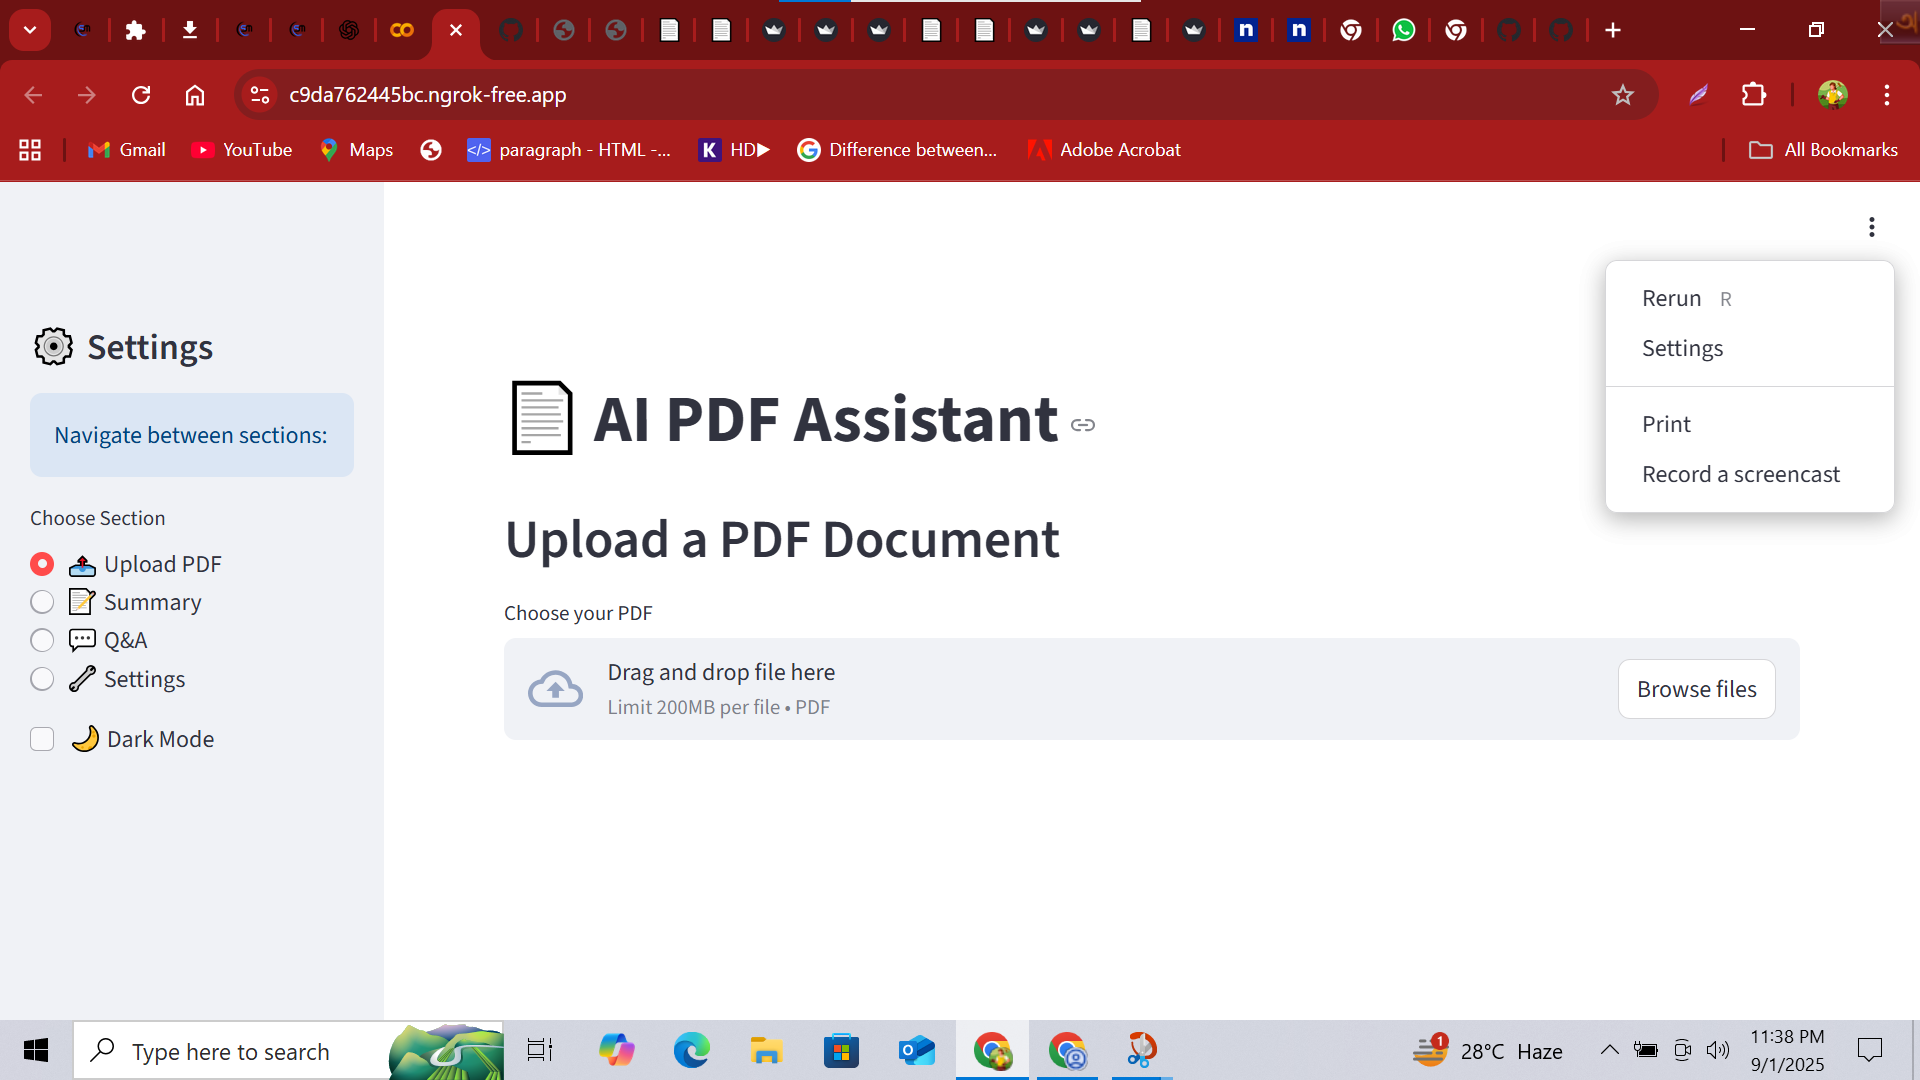 c9da762445bc.ngrok-free.app
Gmail
YouTube
Maps
paragraph - HTML -...
K
HD▶
Difference between...
Adobe Acrobat
All Bookmarks
Settings
Navigate between sections:
Choose Section
Upload PDF
Summary
Q&A
Settings
Dark Mode
AI PDF Assistant
Upload a PDF Document
Choose your PDF
Drag and drop file here
Limit 200MB per file • PDF
Browse files
Rerun R
Settings
Print
Record a screencast
Type here to search
1
28°C Haze
11:38 PM
9/1/2025